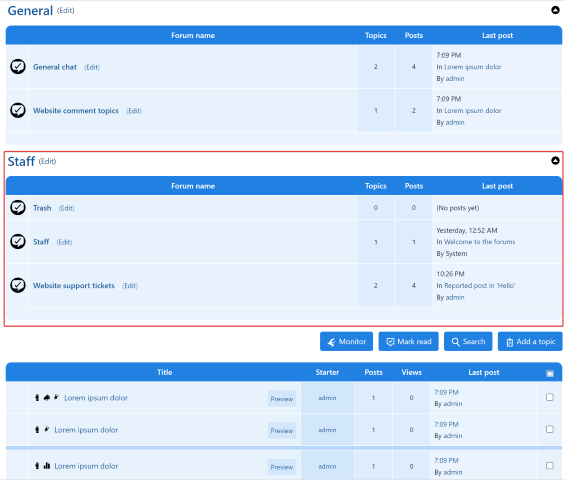 General (Edit)
Forum name Topics Posts Last post
General chat (Edit) 2 4 7:09 PM
In Lorem ipsum dolor
By admin
Website comment topics (Edit) 1 2 7:09 PM
In Lorem ipsum dolor
By admin
Staff (Edit)
Forum name Topics Posts Last post
Trash (Edit) 0 0 (No posts yet)
Staff (Edit) 1 1 Yesterday, 12:52 AM
In Welcome to the forums
By System
Website support tickets (Edit) 2 4 10:26 PM
In Reported post in 'Hello'
By admin
Monitor Mark read Search Add a topic
Title Starter Posts Views Last post
Lorem ipsum dolor Preview admin 1 0 7:09 PM
By admin
Lorem ipsum dolor Preview admin 1 0 7:09 PM
By admin
Lorem ipsum dolor Preview admin 1 0 7:09 PM
By admin